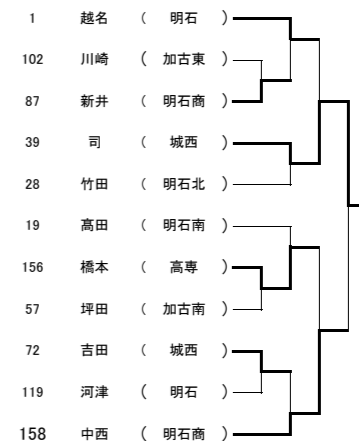 1 越名 ( 明石 )
102 川崎 ( 加古東 )
87 新井 ( 明石商 )
39 司 ( 城西 )
28 竹田 ( 明石北 )
19 髙田 ( 明石南 )
156 橋本 ( 高専 )
57 坪田 ( 加古南 )
72 吉田 ( 城西 )
119 河津 ( 明石 )
158 中西 ( 明石商 )